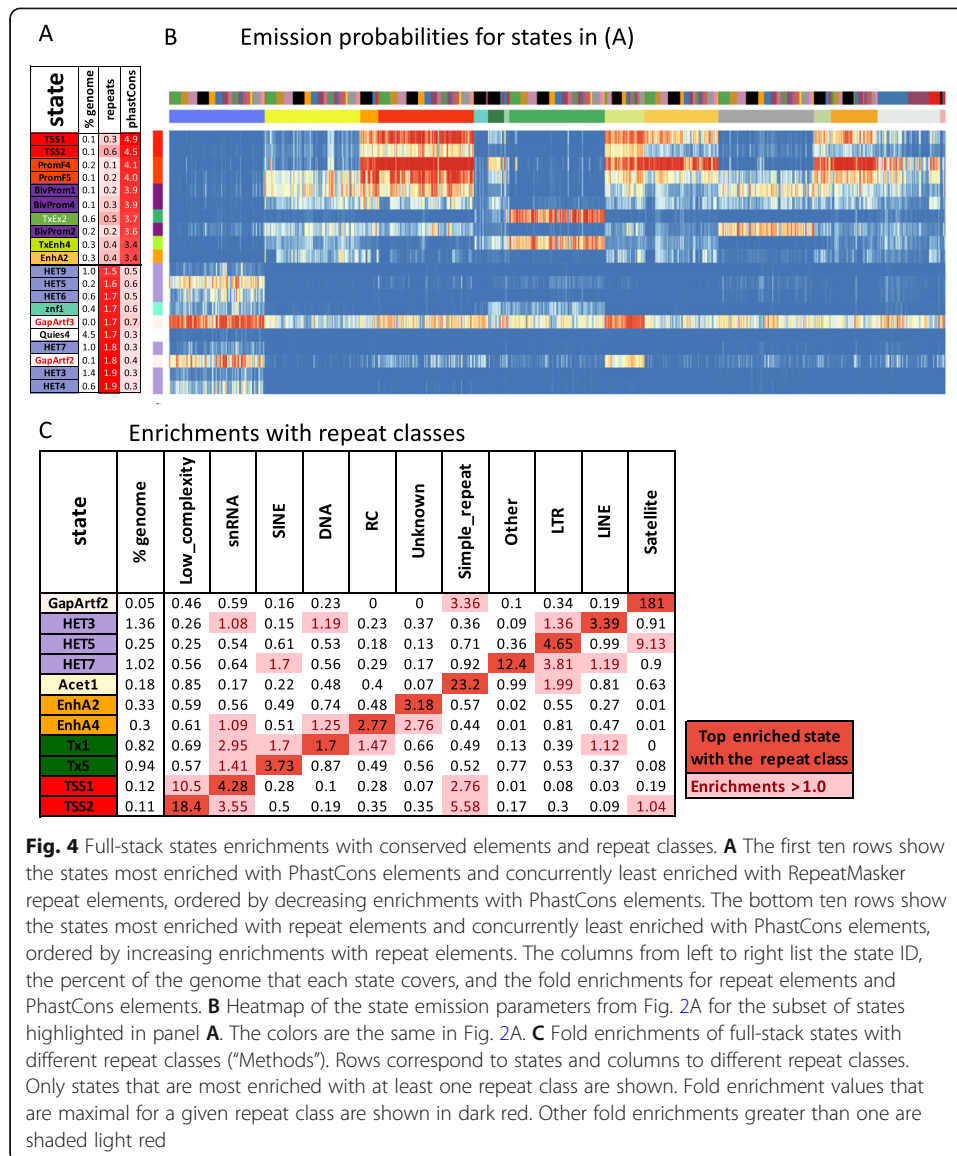 A
B
Emission probabilities for states in (A)
state % genome repeats phastCons
TSS1 0.1 0.3 4.9
TSS2 0.1 0.6 4.5
PromF4 0.2 0.1 4.1
PromF5 0.1 0.2 4.0
BivProm1 0.1 0.2 3.9
BivProm4 0.1 0.3 3.9
TxEx2 0.6 0.5 3.7
BivProm2 0.2 0.2 3.6
TxEnh4 0.3 0.4 3.4
EnhA2 0.3 0.4 3.4
HET9 1.0 1.5 0.5
HET5 0.2 1.6 0.6
HET6 0.6 1.7 0.5
znf1 0.4 1.7 0.6
GapArtf3 0.0 1.7 0.7
Quies4 4.5 1.7 0.3
HET7 1.0 1.8 0.3
GapArtf2 0.1 1.8 0.4
HET3 1.4 1.9 0.3
HET4 0.6 1.9 0.3
C
Enrichments with repeat classes
state % genome Low_complexity snRNA SINE DNA RC Unknown Simple_repeat Other LTR LINE Satellite
GapArtf2 0.05 0.46 0.59 0.16 0.23 0 0 3.36 0.1 0.34 0.19 181
HET3 1.36 0.26 1.08 0.15 1.19 0.23 0.37 0.36 0.09 1.36 3.39 0.91
HET5 0.25 0.25 0.54 0.61 0.53 0.18 0.13 0.71 0.36 4.65 0.99 9.13
HET7 1.02 0.56 0.64 1.7 0.56 0.29 0.17 0.92 12.4 3.81 1.19 0.9
Acet1 0.18 0.85 0.17 0.22 0.48 0.4 0.07 23.2 0.99 1.99 0.81 0.63
EnhA2 0.33 0.59 0.56 0.49 0.74 0.48 3.18 0.57 0.02 0.55 0.27 0.01
EnhA4 0.3 0.61 1.09 0.51 1.25 2.77 2.76 0.44 0.01 0.81 0.47 0.01
Tx1 0.82 0.69 2.95 1.7 1.7 1.47 0.66 0.49 0.13 0.39 1.12 0
Tx5 0.94 0.57 1.41 3.73 0.87 0.49 0.56 0.52 0.77 0.53 0.37 0.08
TSS1 0.12 10.5 4.28 0.28 0.1 0.28 0.07 2.76 0.01 0.08 0.03 0.19
TSS2 0.11 18.4 3.55 0.5 0.19 0.35 0.35 5.58 0.17 0.3 0.09 1.04
Top enriched state
with the repeat class
Enrichments >1.0
Fig. 4 Full-stack states enrichments with conserved elements and repeat classes. A The first ten rows show
the states most enriched with PhastCons elements and concurrently least enriched with RepeatMasker
repeat elements, ordered by decreasing enrichments with PhastCons elements. The bottom ten rows show
the states most enriched with repeat elements and concurrently least enriched with PhastCons elements,
ordered by increasing enrichments with repeat elements. The columns from left to right list the state ID,
the percent of the genome that each state covers, and the fold enrichments for repeat elements and
PhastCons elements. B Heatmap of the state emission parameters from Fig. 2A for the subset of states
highlighted in panel A. The colors are the same in Fig. 2A. C Fold enrichments of full-stack states with
different repeat classes (“Methods”). Rows correspond to states and columns to different repeat classes.
Only states that are most enriched with at least one repeat class are shown. Fold enrichment values that
are maximal for a given repeat class are shown in dark red. Other fold enrichments greater than one are
shaded light red